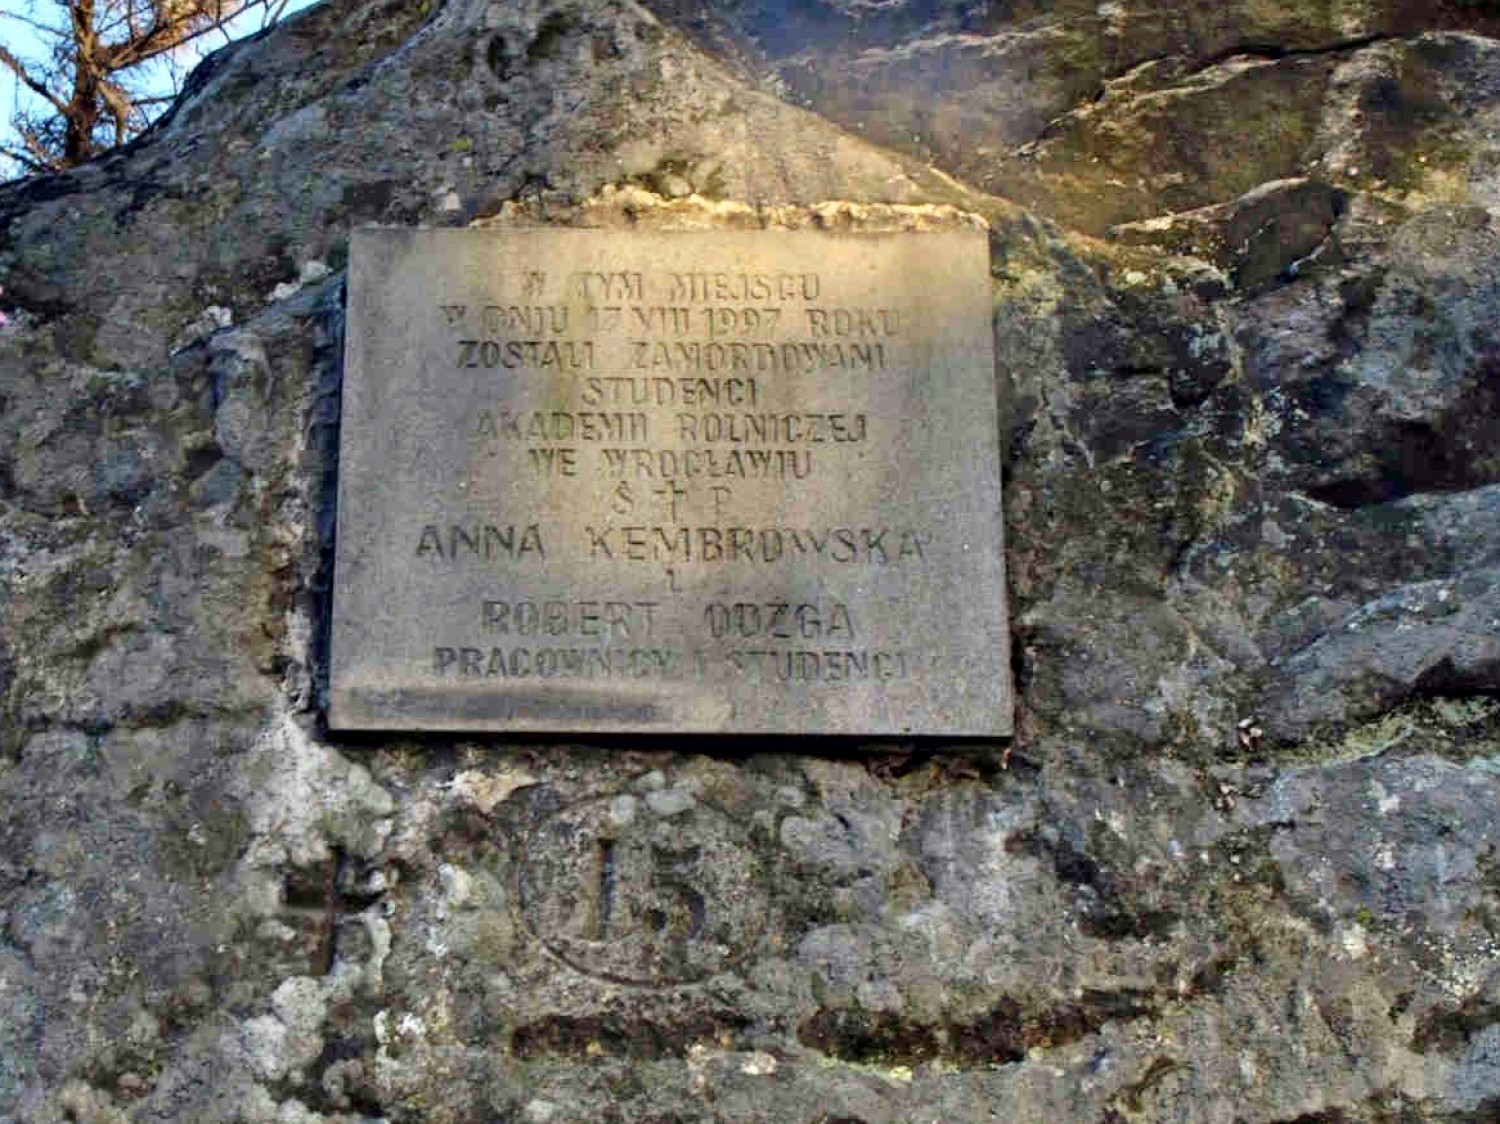 W TYM MIEJSCU
W DNIU 17 VIII 1997 ROKU
ZOSTALI ZAMORDOWANI
STUDENCI
AKADEMII ROLNICZEJ
WE WROCŁAWIU
Ś † P
ANNA KEMBROWSKA
I
ROBERT ODZGA
PRACOWNICY I STUDENCI
15